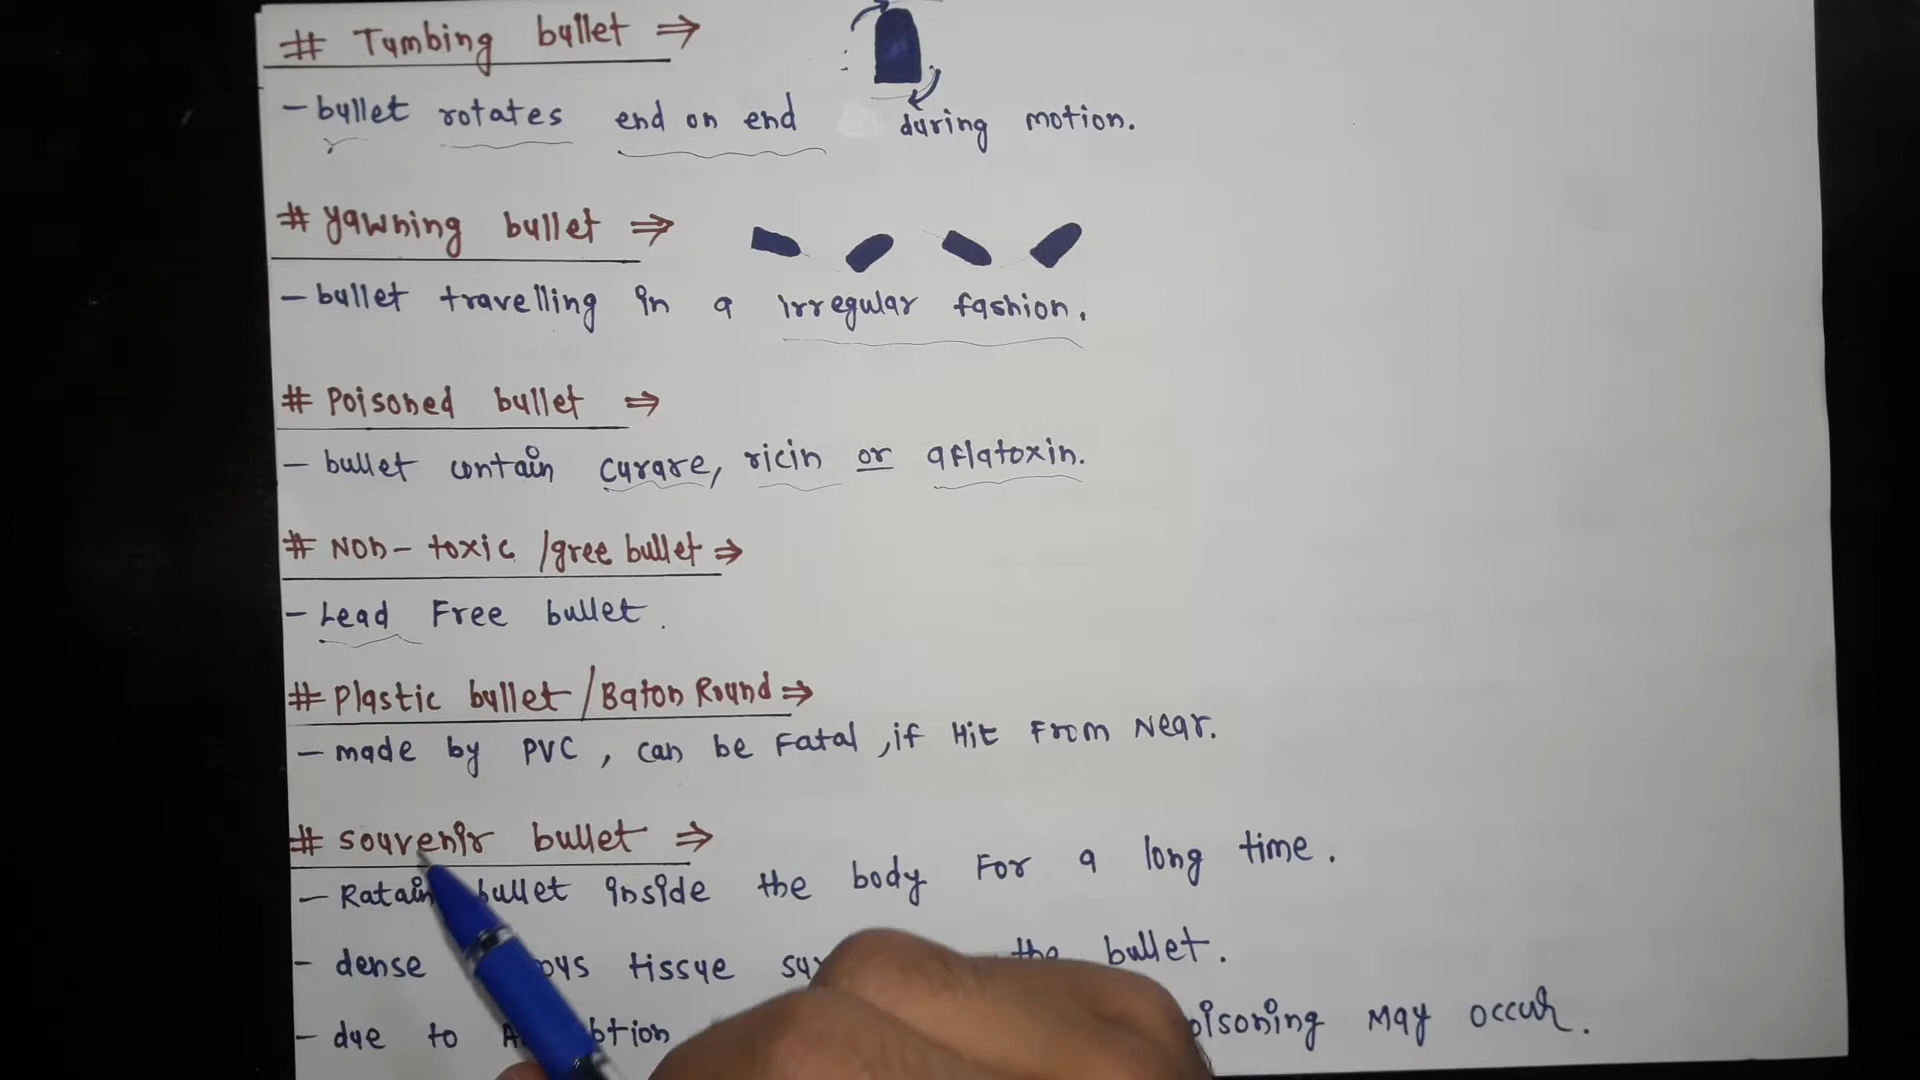 # Tumbing bullet ⇒
- bullet rotates end on end during motion.
# Yawning bullet ⇒
- bullet travelling in a irregular fashion.
# Poisoned bullet ⇒
- bullet contain curare, ricin or aflatoxin.
# Non-toxic /gree bullet ⇒
- Lead Free bullet.
# Plastic bullet / Baton Round ⇒
- made by PVC, can be Fatal, if Hit From Near.
# souvenir bullet ⇒
- Ratain bullet inside the body For a long time.
- dense tissue the bullet.
- due to may occur.